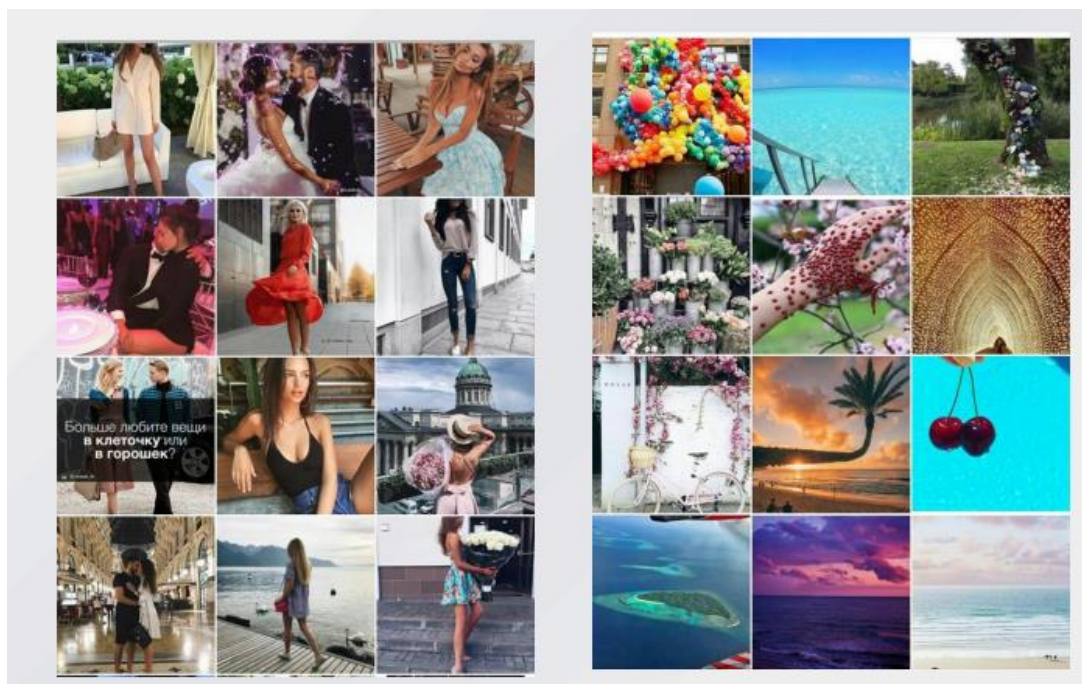 Больше любите вещи
в клеточку или
в горошек?